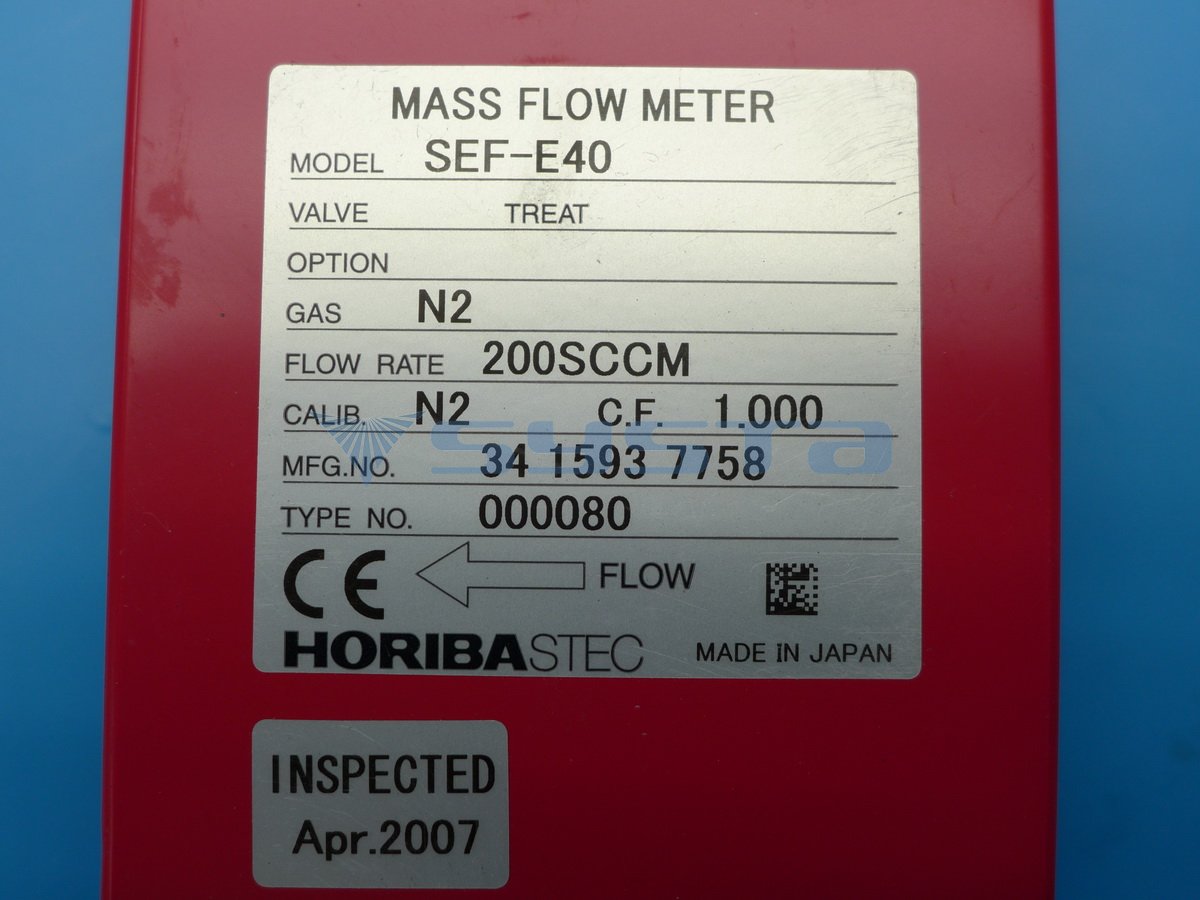 MASS FLOW METER
MODEL SEF-E40
VALVE TREAT
OPTION
GAS N2
FLOW RATE 200SCCM
CALIB. N2 C.F. 1.000
systa
MFG.NO. 34 1593 7758
TYPE NO. 000080
CE FLOW
HORIBASTEC MADE IN JAPAN
INSPECTED
Apr.2007